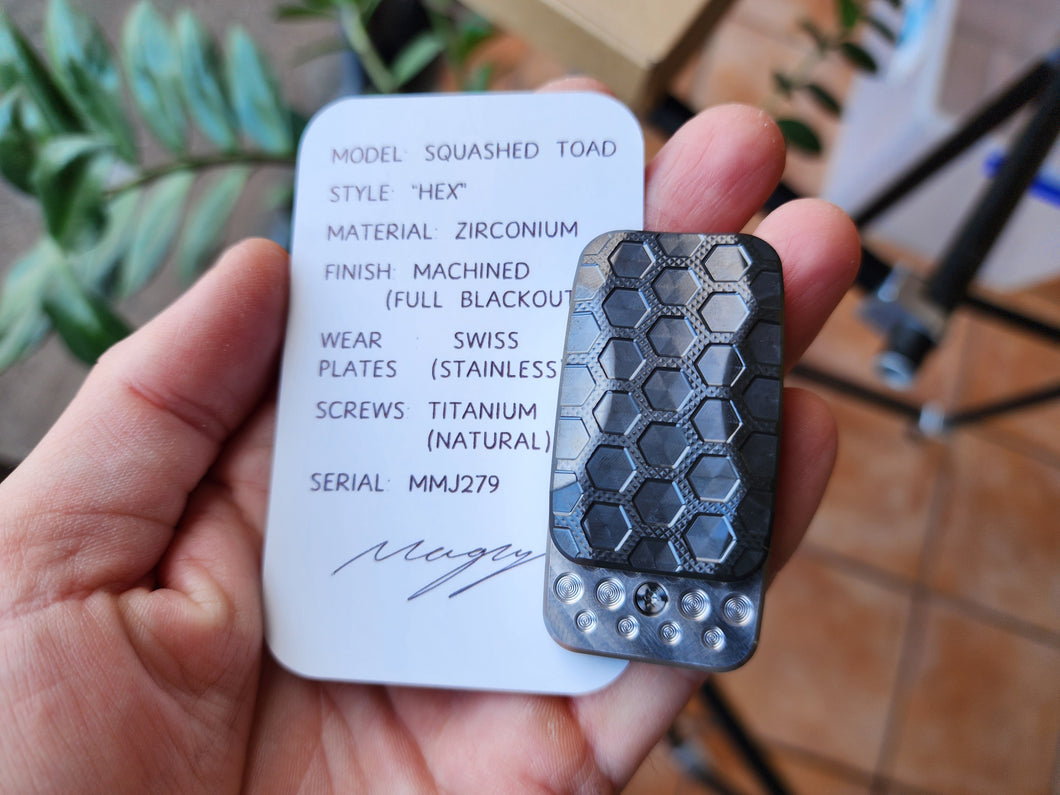 MODEL: SQUASHED TOAD
STYLE: "HEX"
MATERIAL: ZIRCONIUM
FINISH: MACHINED
(FULL BLACKOUT
WEAR : SWISS
PLATES (STAINLESS
SCREWS: TITANIUM
(NATURAL)
SERIAL: MMJ279